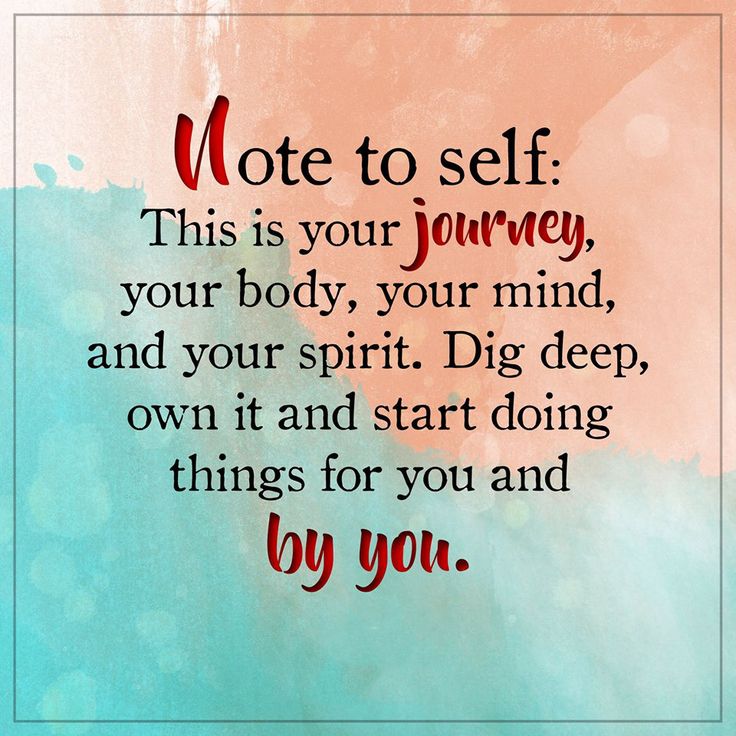 Note to self:
This is your journey,
your body, your mind,
and your spirit. Dig deep,
own it and start doing
things for you and
by you.